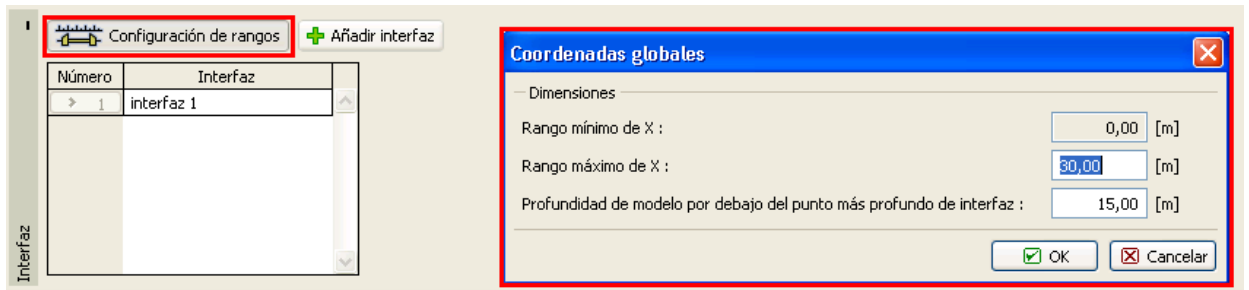 Configuración de rangos
Añadir interfaz
Número Interfaz
1 interfaz 1
Interfaz
Coordenadas globales
Dimensiones
Rango mínimo de X : 0,00 [m]
Rango máximo de X : 30,00 [m]
Profundidad de modelo por debajo del punto más profundo de interfaz : 15,00 [m]
OK Cancelar